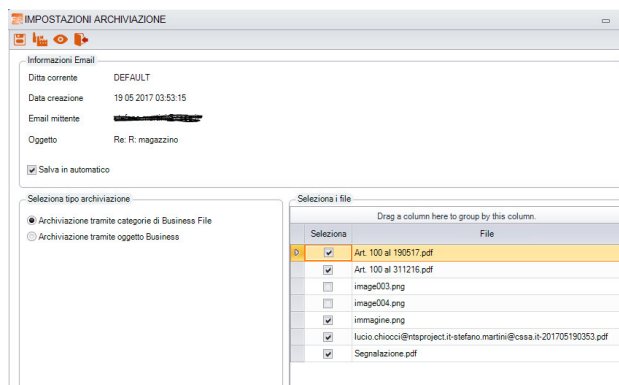 IMPOSTAZIONI ARCHIVIAZIONE
Informazioni Email
Ditta corrente DEFAULT
Data creazione 19 05 2017 03:53:15
Email mittente
Oggetto Re: R: magazzino
Salva in automatico
Seleziona tipo archiviazione
Archiviazione tramite categorie di Business File
Archiviazione tramite oggetto Business
Seleziona i file
Drag a column here to group by this column.
Seleziona File
Art. 100 al 190517.pdf
Art. 100 al 311216.pdf
image003.png
image004.png
immagine.png
lucio.chiocci@ntsproject.it-stefano.martini@cssa.it-201705190353.pdf
Segnalazione.pdf